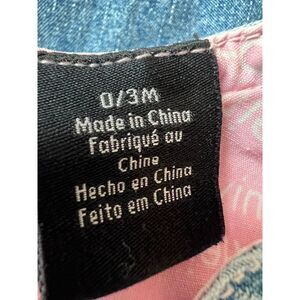 0/3M
Made in China
Fabriqué au
Chine
Hecho en China
Feito em China